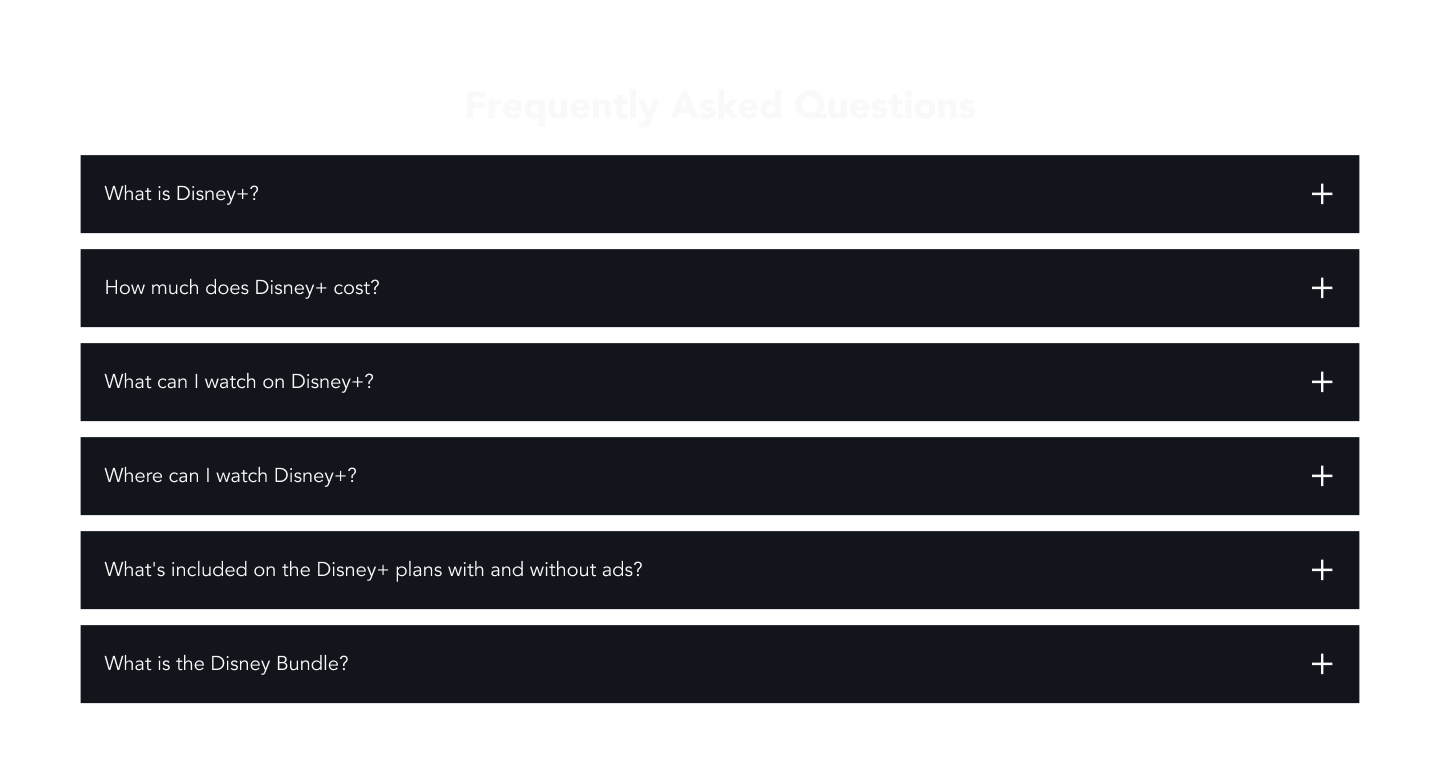 Frequently Asked Questions
What is Disney+?
How much does Disney+ cost?
What can I watch on Disney+?
Where can I watch Disney+?
What's included on the Disney+ plans with and without ads?
What is the Disney Bundle?